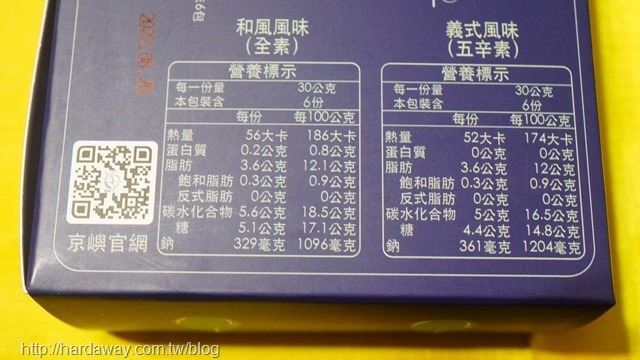 含6包
2022.08.20
和風風味
(全素)
營養標示
每一份量 30公克
本包裝含 6份
每份 每100公克
熱量 56大卡 186大卡
蛋白質 0.2公克 0.8公克
脂肪 3.6公克 12.1公克
飽和脂肪 0.3公克 0.9公克
反式脂肪 0公克 0公克
碳水化合物 5.6公克 18.5公克
糖 5.1公克 17.1公克
鈉 329毫克 1096毫克
義式風味
(五辛素)
營養標示
每一份量 30公克
本包裝含 6份
每份 每100公克
熱量 52大卡 174大卡
蛋白質 0公克 0公克
脂肪 3.6公克 12公克
飽和脂肪 0.3公克 0.9公克
反式脂肪 0公克 0公克
碳水化合物 5公克 16.5公克
糖 4.4公克 14.8公克
鈉 361毫克 1204毫克
京嶼官網
http://hardaway.com.tw/blog